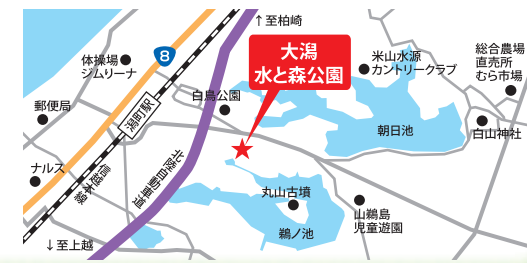 ↑至柏崎
8
体操場
ジムリーナ
大潟
水と森公園
米山水源
カントリークラブ
総合農場
直売所
むら市場
郵便局
潟町駅
白鳥公園
朝日池
白山神社
ナルス
信越本線
北陸自動車道
丸山古墳
鵜ノ池
山鵜島
児童遊園
↓至上越